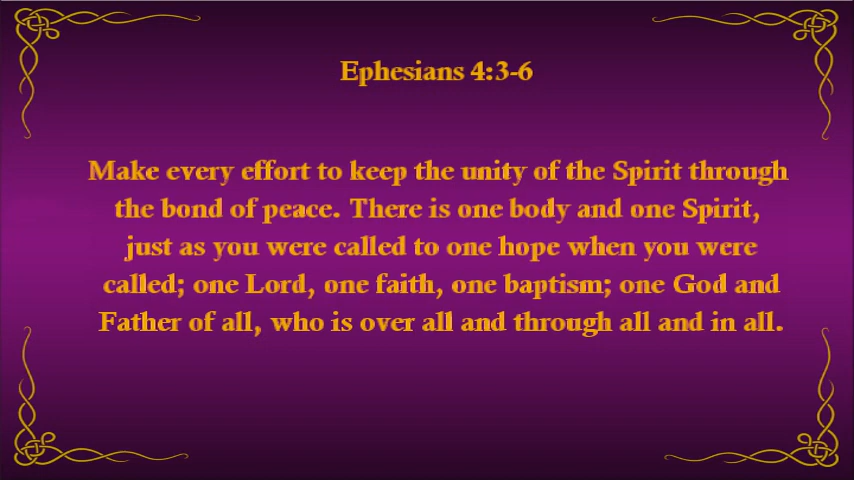 Ephesians 4:3-6
Make every effort to keep the unity of the Spirit through
the bond of peace. There is one body and one Spirit,
just as you were called to one hope when you were
called; one Lord, one faith, one baptism; one God and
Father of all, who is over all and through all and in all.